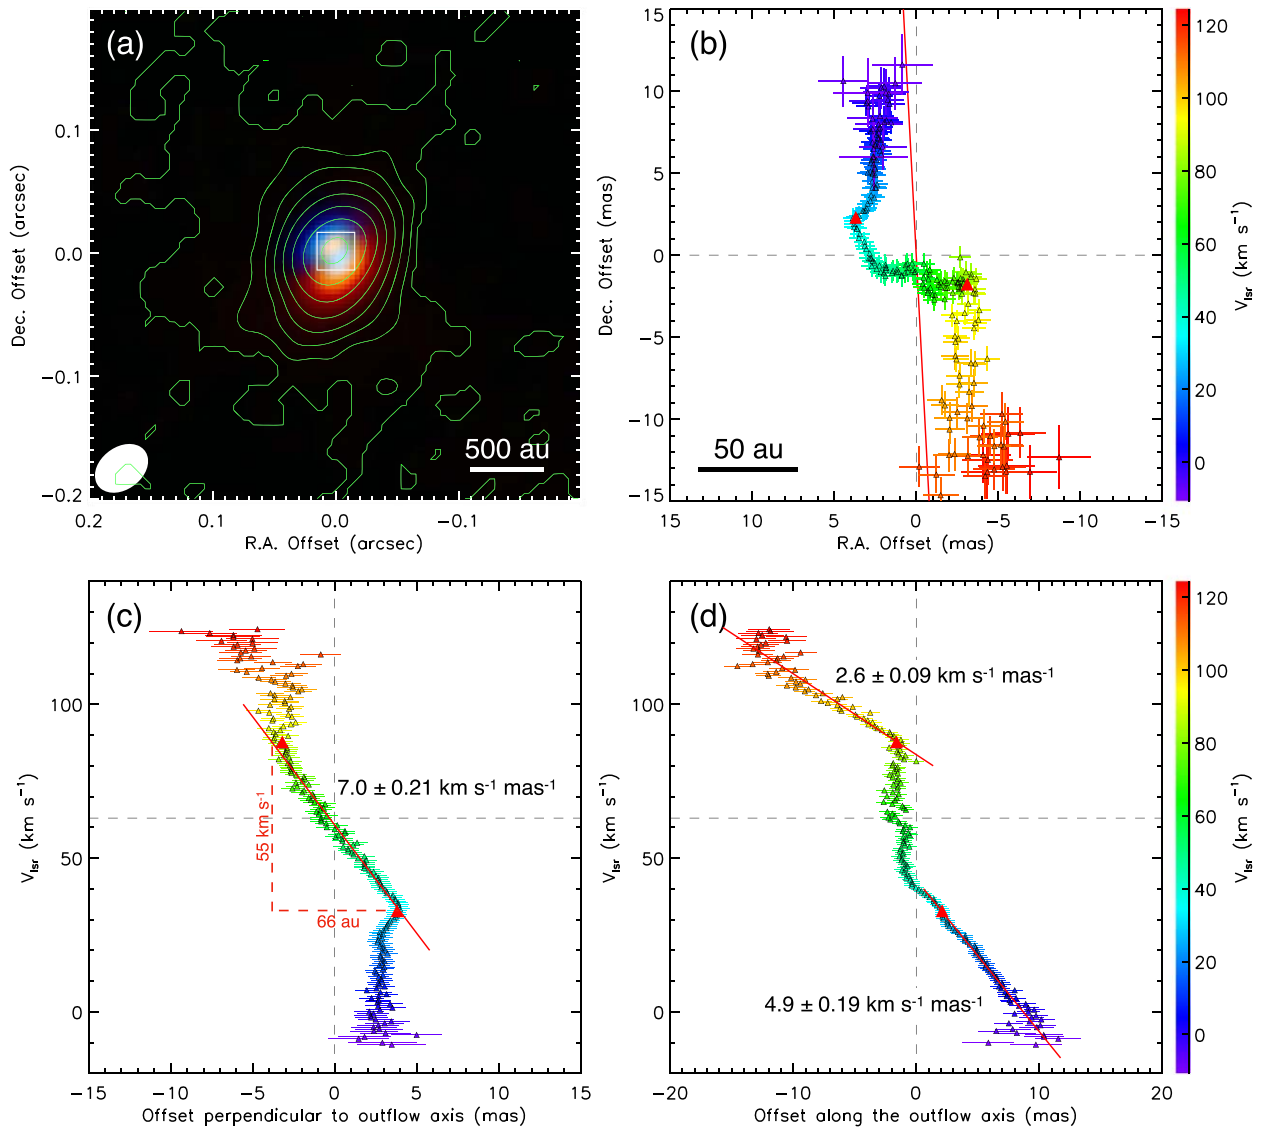 (a)
Dec. Offset (arcsec)
0.1
0.0
−0.1
−0.2
500 au
0.2 0.1 0.0 −0.1
R.A. Offset (arcsec)
(b)
Dec. Offset (mas)
15
10
5
0
−5
−10
−15
50 au
15 10 5 0 −5 −10 −15
R.A. Offset (mas)
120
100
80
60
40
20
0
Vlsr (km s⁻¹)
(c)
Vlsr (km s⁻¹)
100
50
0
7.0 ± 0.21 km s⁻¹ mas⁻¹
55 km s⁻¹
66 au
−15 −10 −5 0 5 10 15
Offset perpendicular to outflow axis (mas)
(d)
Vlsr (km s⁻¹)
100
50
0
2.6 ± 0.09 km s⁻¹ mas⁻¹
4.9 ± 0.19 km s⁻¹ mas⁻¹
−20 −10 0 10 20
Offset along the outflow axis (mas)
120
100
80
60
40
20
0
Vlsr (km s⁻¹)